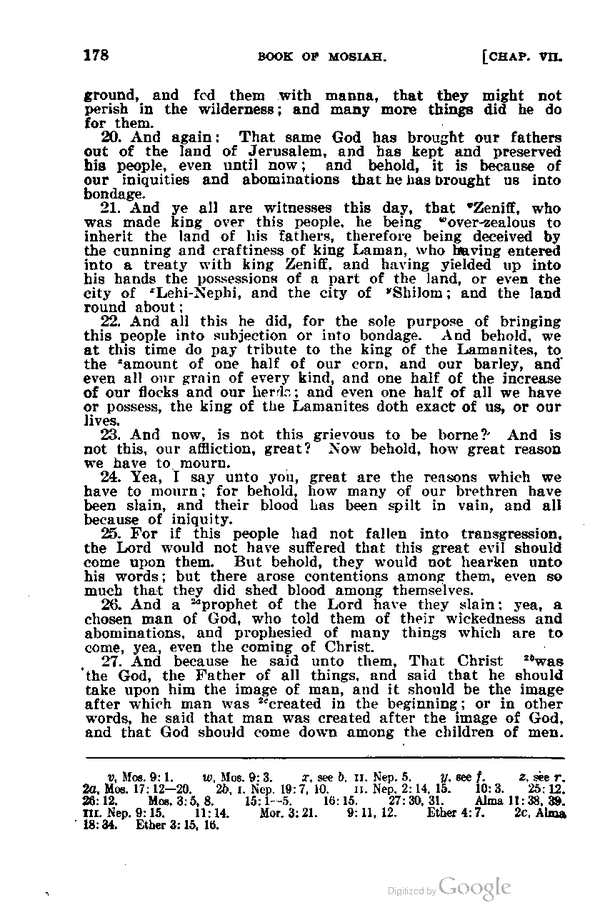 178 BOOK OF MOSIAH. [CHAP. VII.
ground, and fed them with manna, that they might not
perish in the wilderness; and many more things did he do
for them.
20. And again: That same God has brought our fathers
out of the land of Jerusalem, and has kept and preserved
his people, even until now; and behold, it is because of
our iniquities and abominations that he has brought us into
bondage.
21. And ye all are witnesses this day, that ᵛZeniff, who
was made king over this people, he being ʷover-zealous to
inherit the land of his fathers, therefore being deceived by
the cunning and craftiness of king Laman, who having entered
into a treaty with king Zeniff, and having yielded up into
his hands the possessions of a part of the land, or even the
city of ˣLehi-Nephi, and the city of ʸShilom; and the land
round about:
22. And all this he did, for the sole purpose of bringing
this people into subjection or into bondage. And behold, we
at this time do pay tribute to the king of the Lamanites, to
the ᶻamount of one half of our corn, and our barley, and
even all our grain of every kind, and one half of the increase
of our flocks and our herds; and even one half of all we have
or possess, the king of the Lamanites doth exact of us, or our
lives.
23. And now, is not this grievous to be borne? And is
not this, our affliction, great? Now behold, how great reason
we have to mourn.
24. Yea, I say unto you, great are the reasons which we
have to mourn; for behold, how many of our brethren have
been slain, and their blood has been spilt in vain, and all
because of iniquity.
25. For if this people had not fallen into transgression,
the Lord would not have suffered that this great evil should
come upon them. But behold, they would not hearken unto
his words; but there arose contentions among them, even so
much that they did shed blood among themselves.
26. And a ²ᵃprophet of the Lord have they slain; yea, a
chosen man of God, who told them of their wickedness and
abominations, and prophesied of many things which are to
come, yea, even the coming of Christ.
27. And because he said unto them, That Christ ²ᵇwas
the God, the Father of all things, and said that he should
take upon him the image of man, and it should be the image
after which man was ²ᶜcreated in the beginning; or in other
words, he said that man was created after the image of God,
and that God should come down among the children of men.
v, Mos. 9:1. w, Mos. 9:3. x, see b, II. Nep. 5. y, see f. z, see r.
2a, Mos. 17:12—20. 2b, I. Nep. 19:7, 10. II. Nep. 2:14, 15. 10:3. 25:12.
26:12. Mos. 3:5, 8. 15:1—5. 16:15. 27:30, 31. Alma 11:38, 39.
III. Nep. 9:15. 11:14. Mor. 3:21. 9:11, 12. Ether 4:7. 2c, Alma
18:34. Ether 3:15, 16.
Digitized by Google